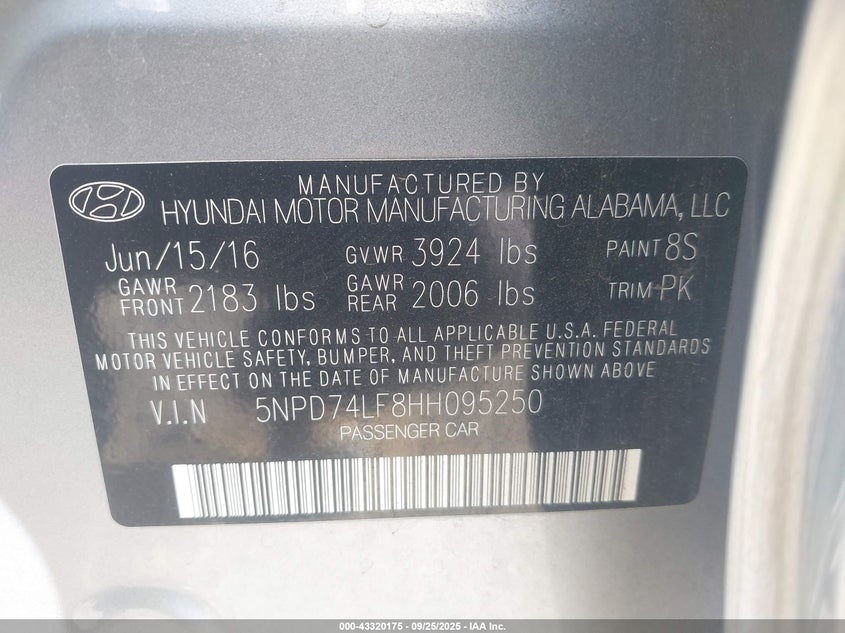 MANUFACTURED BY
HYUNDAI MOTOR MANUFACTURING ALABAMA, LLC
Jun/15/16 GVWR 3924 lbs PAINT 8S
GAWR FRONT 2183 lbs GAWR REAR 2006 lbs TRIM PK
THIS VEHICLE CONFORMS TO ALL APPLICABLE U.S.A. FEDERAL
MOTOR VEHICLE SAFETY, BUMPER, AND THEFT PREVENTION STANDARDS
IN EFFECT ON THE DATE OF MANUFACTURE SHOWN ABOVE
V.I.N 5NPD74LF8HH095250
PASSENGER CAR
000-43320175 - 09/25/2025 - IAA Inc.